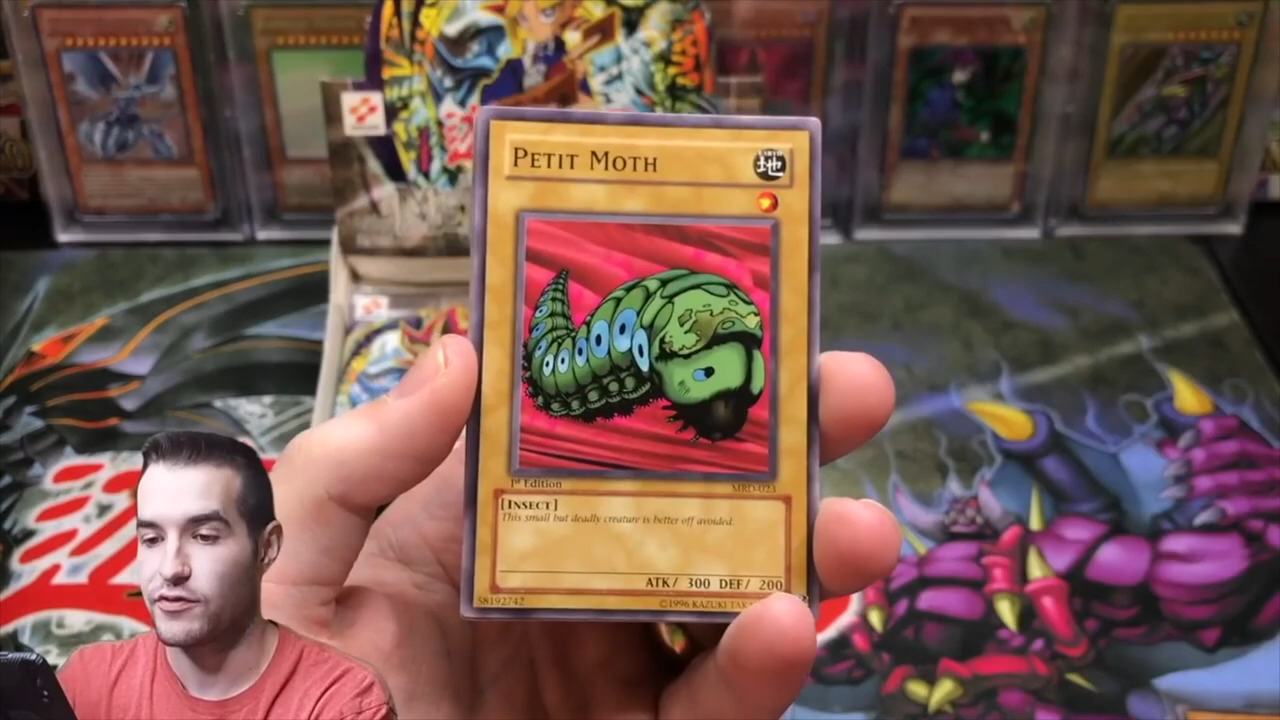 PETIT MOTH
EARTH
地
1st Edition
MRD-023
[INSECT]
This small but deadly creature is better off avoided.
ATK/ 300 DEF/ 200
58192742
©1996 KAZUKI